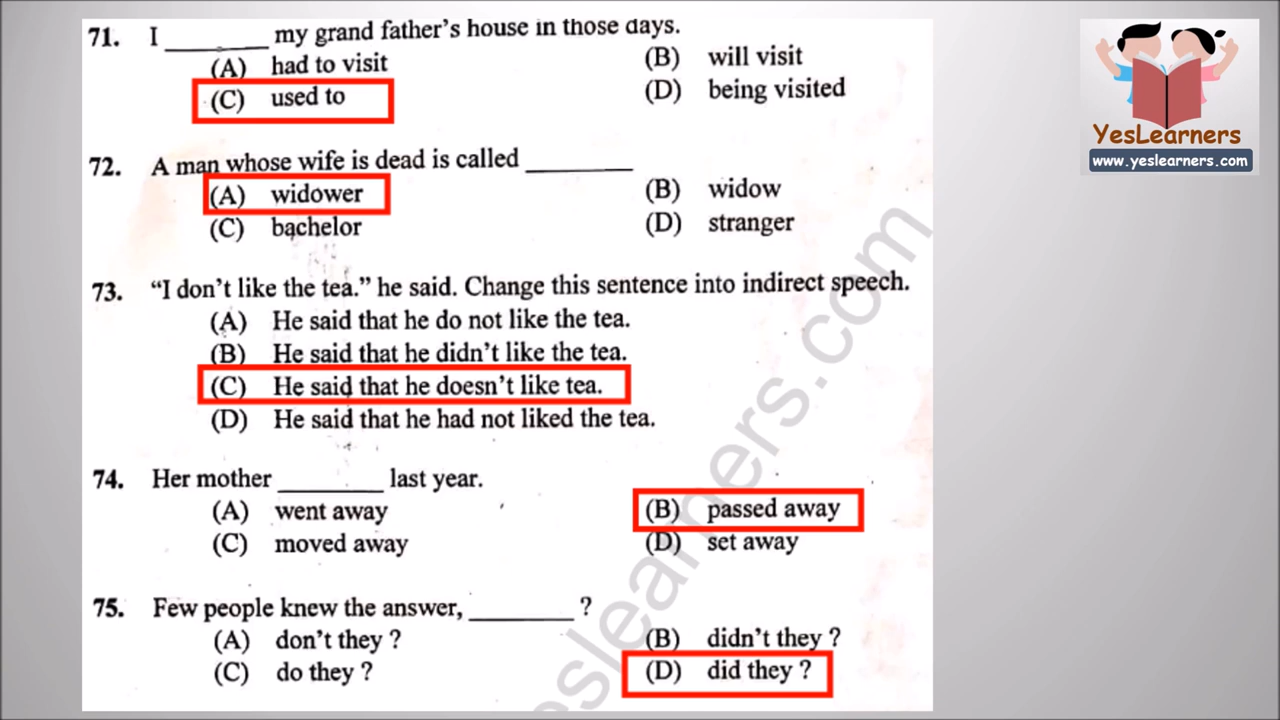 71. I ________ my grand father's house in those days.
(A) had to visit (B) will visit
(C) used to (D) being visited
72. A man whose wife is dead is called ________
(A) widower (B) widow
(C) bachelor (D) stranger
73. “I don't like the tea.” he said. Change this sentence into indirect speech.
(A) He said that he do not like the tea.
(B) He said that he didn't like the tea.
(C) He said that he doesn't like tea.
(D) He said that he had not liked the tea.
74. Her mother ________ last year.
(A) went away (B) passed away
(C) moved away (D) set away
75. Few people knew the answer, ________ ?
(A) don't they ? (B) didn't they ?
(C) do they ? (D) did they ?
YesLearners
www.yeslearners.com
yeslearners.com